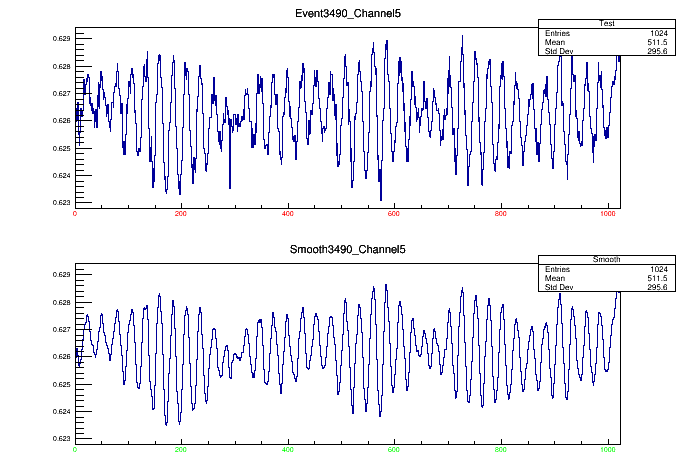 Event3490_Channel5
Test
Entries 1024
Mean 511.5
Std Dev 295.6
0.629
0.628
0.627
0.626
0.625
0.624
0.623
0 200 400 600 800 1000
Smooth3490_Channel5
Smooth
Entries 1024
Mean 511.5
Std Dev 295.6
0.629
0.628
0.627
0.626
0.625
0.624
0.623
0 200 400 600 800 1000